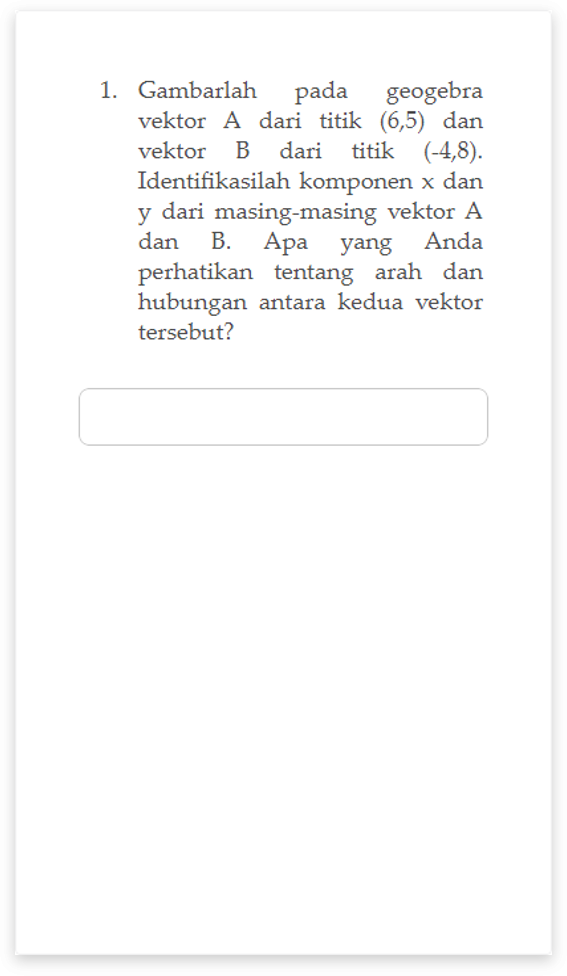 1. Gambarlah pada geogebra
vektor A dari titik (6,5) dan
vektor B dari titik (-4,8).
Identifikasilah komponen x dan
y dari masing-masing vektor A
dan B. Apa yang Anda
perhatikan tentang arah dan
hubungan antara kedua vektor
tersebut?